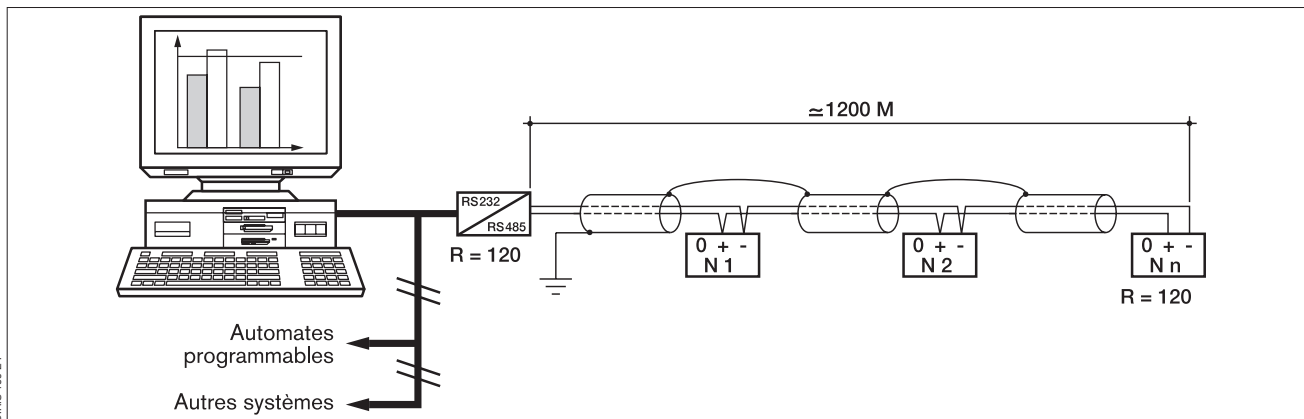 ≃1200 M
RS232
RS485
R = 120
0 + -
N 1
0 + -
N 2
0 + -
N n
R = 120
Automates
programmables
Autres systèmes